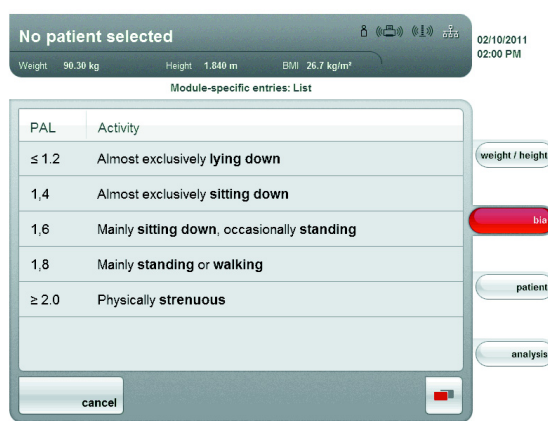 No patient selected
02/10/2011
02:00 PM
Weight 90.30 kg Height 1.840 m BMI 26.7 kg/m²
Module-specific entries: List
PAL Activity
≤ 1.2 Almost exclusively lying down
1,4 Almost exclusively sitting down
1,6 Mainly sitting down, occasionally standing
1,8 Mainly standing or walking
≥ 2.0 Physically strenuous
weight / height
bia
patient
analysis
cancel